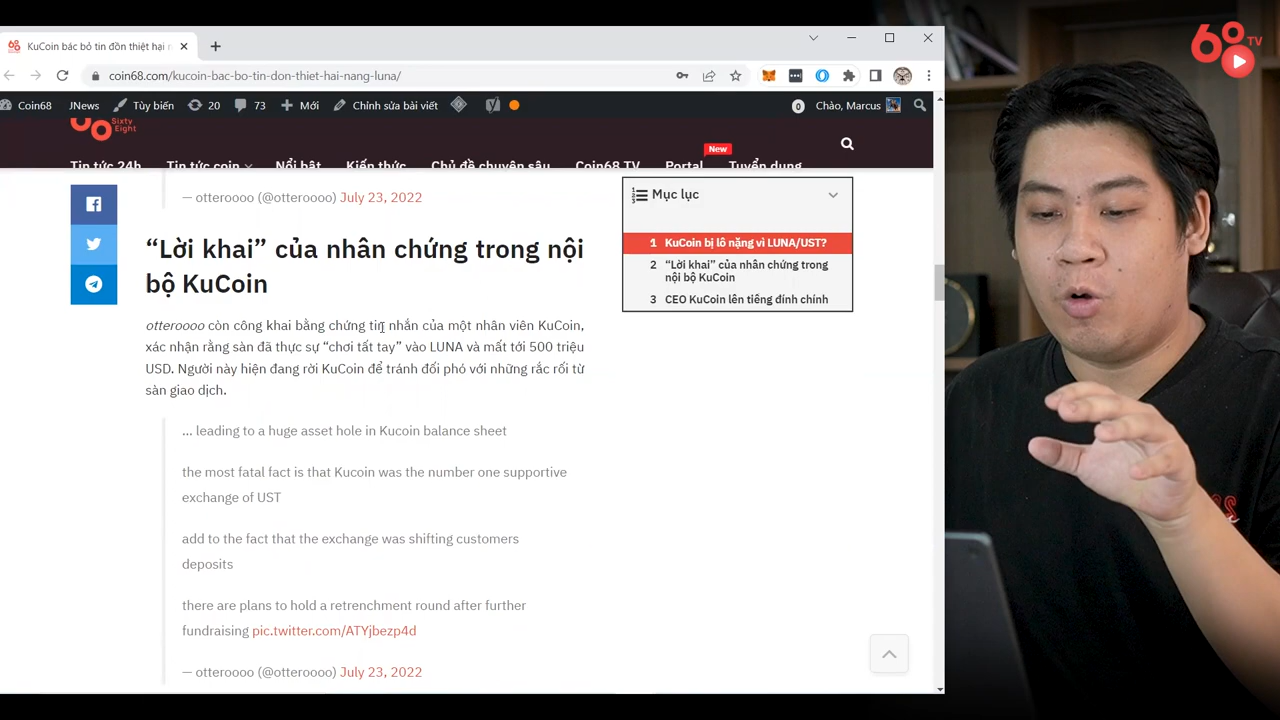 KuCoin bác bỏ tin đồn thiệt hại n
coin68.com/kucoin-bac-bo-tin-don-thiet-hai-nang-luna/
Coin68 JNews Tùy biến 20 73 Mới Chỉnh sửa bài viết 0 Chào, Marcus
Sixty
Eight
New
Tin tức 24h Tin tức coin Nổi bật Kiến thức Chủ đề chuyên sâu Coin68 TV Portal Tuyển dụng
— otteroooo (@otteroooo) July 23, 2022
“Lời khai” của nhân chứng trong nội
bộ KuCoin
otteroooo còn công khai bằng chứng tin nhắn của một nhân viên KuCoin,
xác nhận rằng sàn đã thực sự “chơi tất tay” vào LUNA và mất tới 500 triệu
USD. Người này hiện đang rời KuCoin để tránh đối phó với những rắc rối từ
sàn giao dịch.
... leading to a huge asset hole in Kucoin balance sheet
the most fatal fact is that Kucoin was the number one supportive
exchange of UST
add to the fact that the exchange was shifting customers
deposits
there are plans to hold a retrenchment round after further
fundraising pic.twitter.com/ATYjbezp4d
— otteroooo (@otteroooo) July 23, 2022
Mục lục
1 KuCoin bị lô nặng vì LUNA/UST?
2 “Lời khai” của nhân chứng trong
nội bộ KuCoin
3 CEO KuCoin lên tiếng đính chính
68 TV